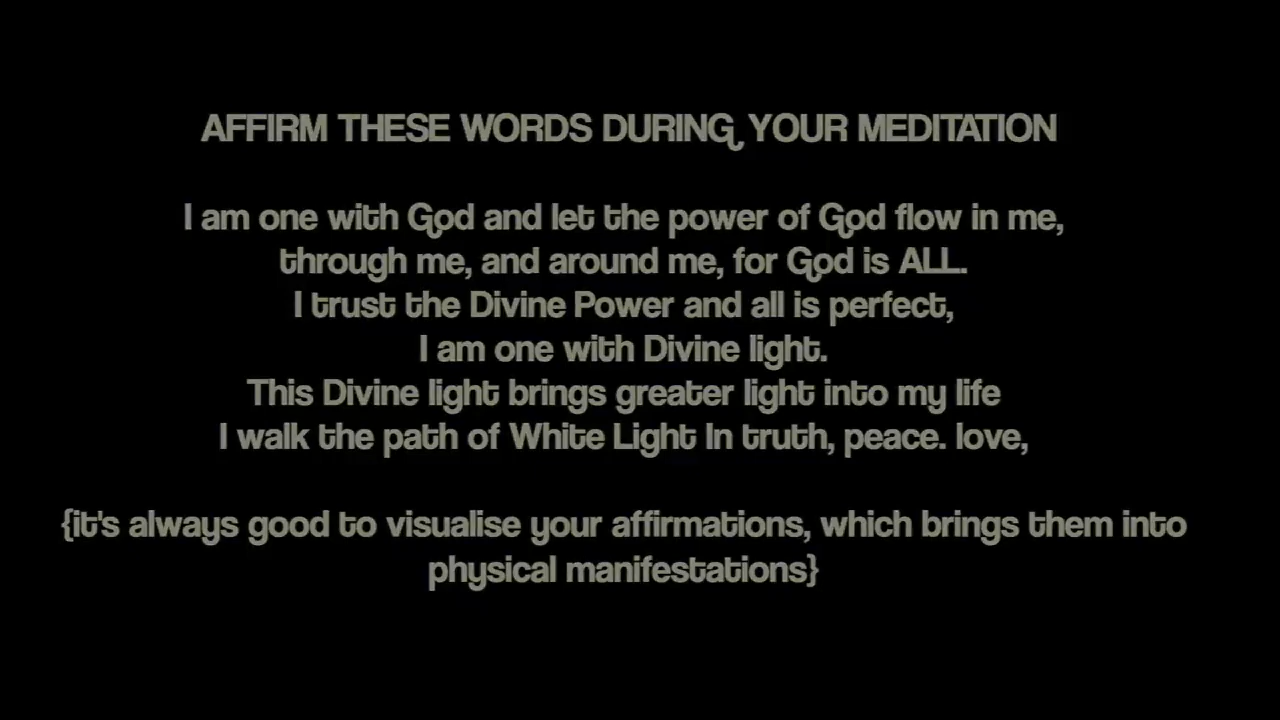 AFFIRM THESE WORDS DURING YOUR MEDITATION
I am one with God and let the power of God flow in me,
through me, and around me, for God is ALL.
I trust the Divine Power and all is perfect,
I am one with Divine light.
This Divine light brings greater light into my life
I walk the path of White Light In truth, peace. love,
{it's always good to visualise your affirmations, which brings them into
physical manifestations}